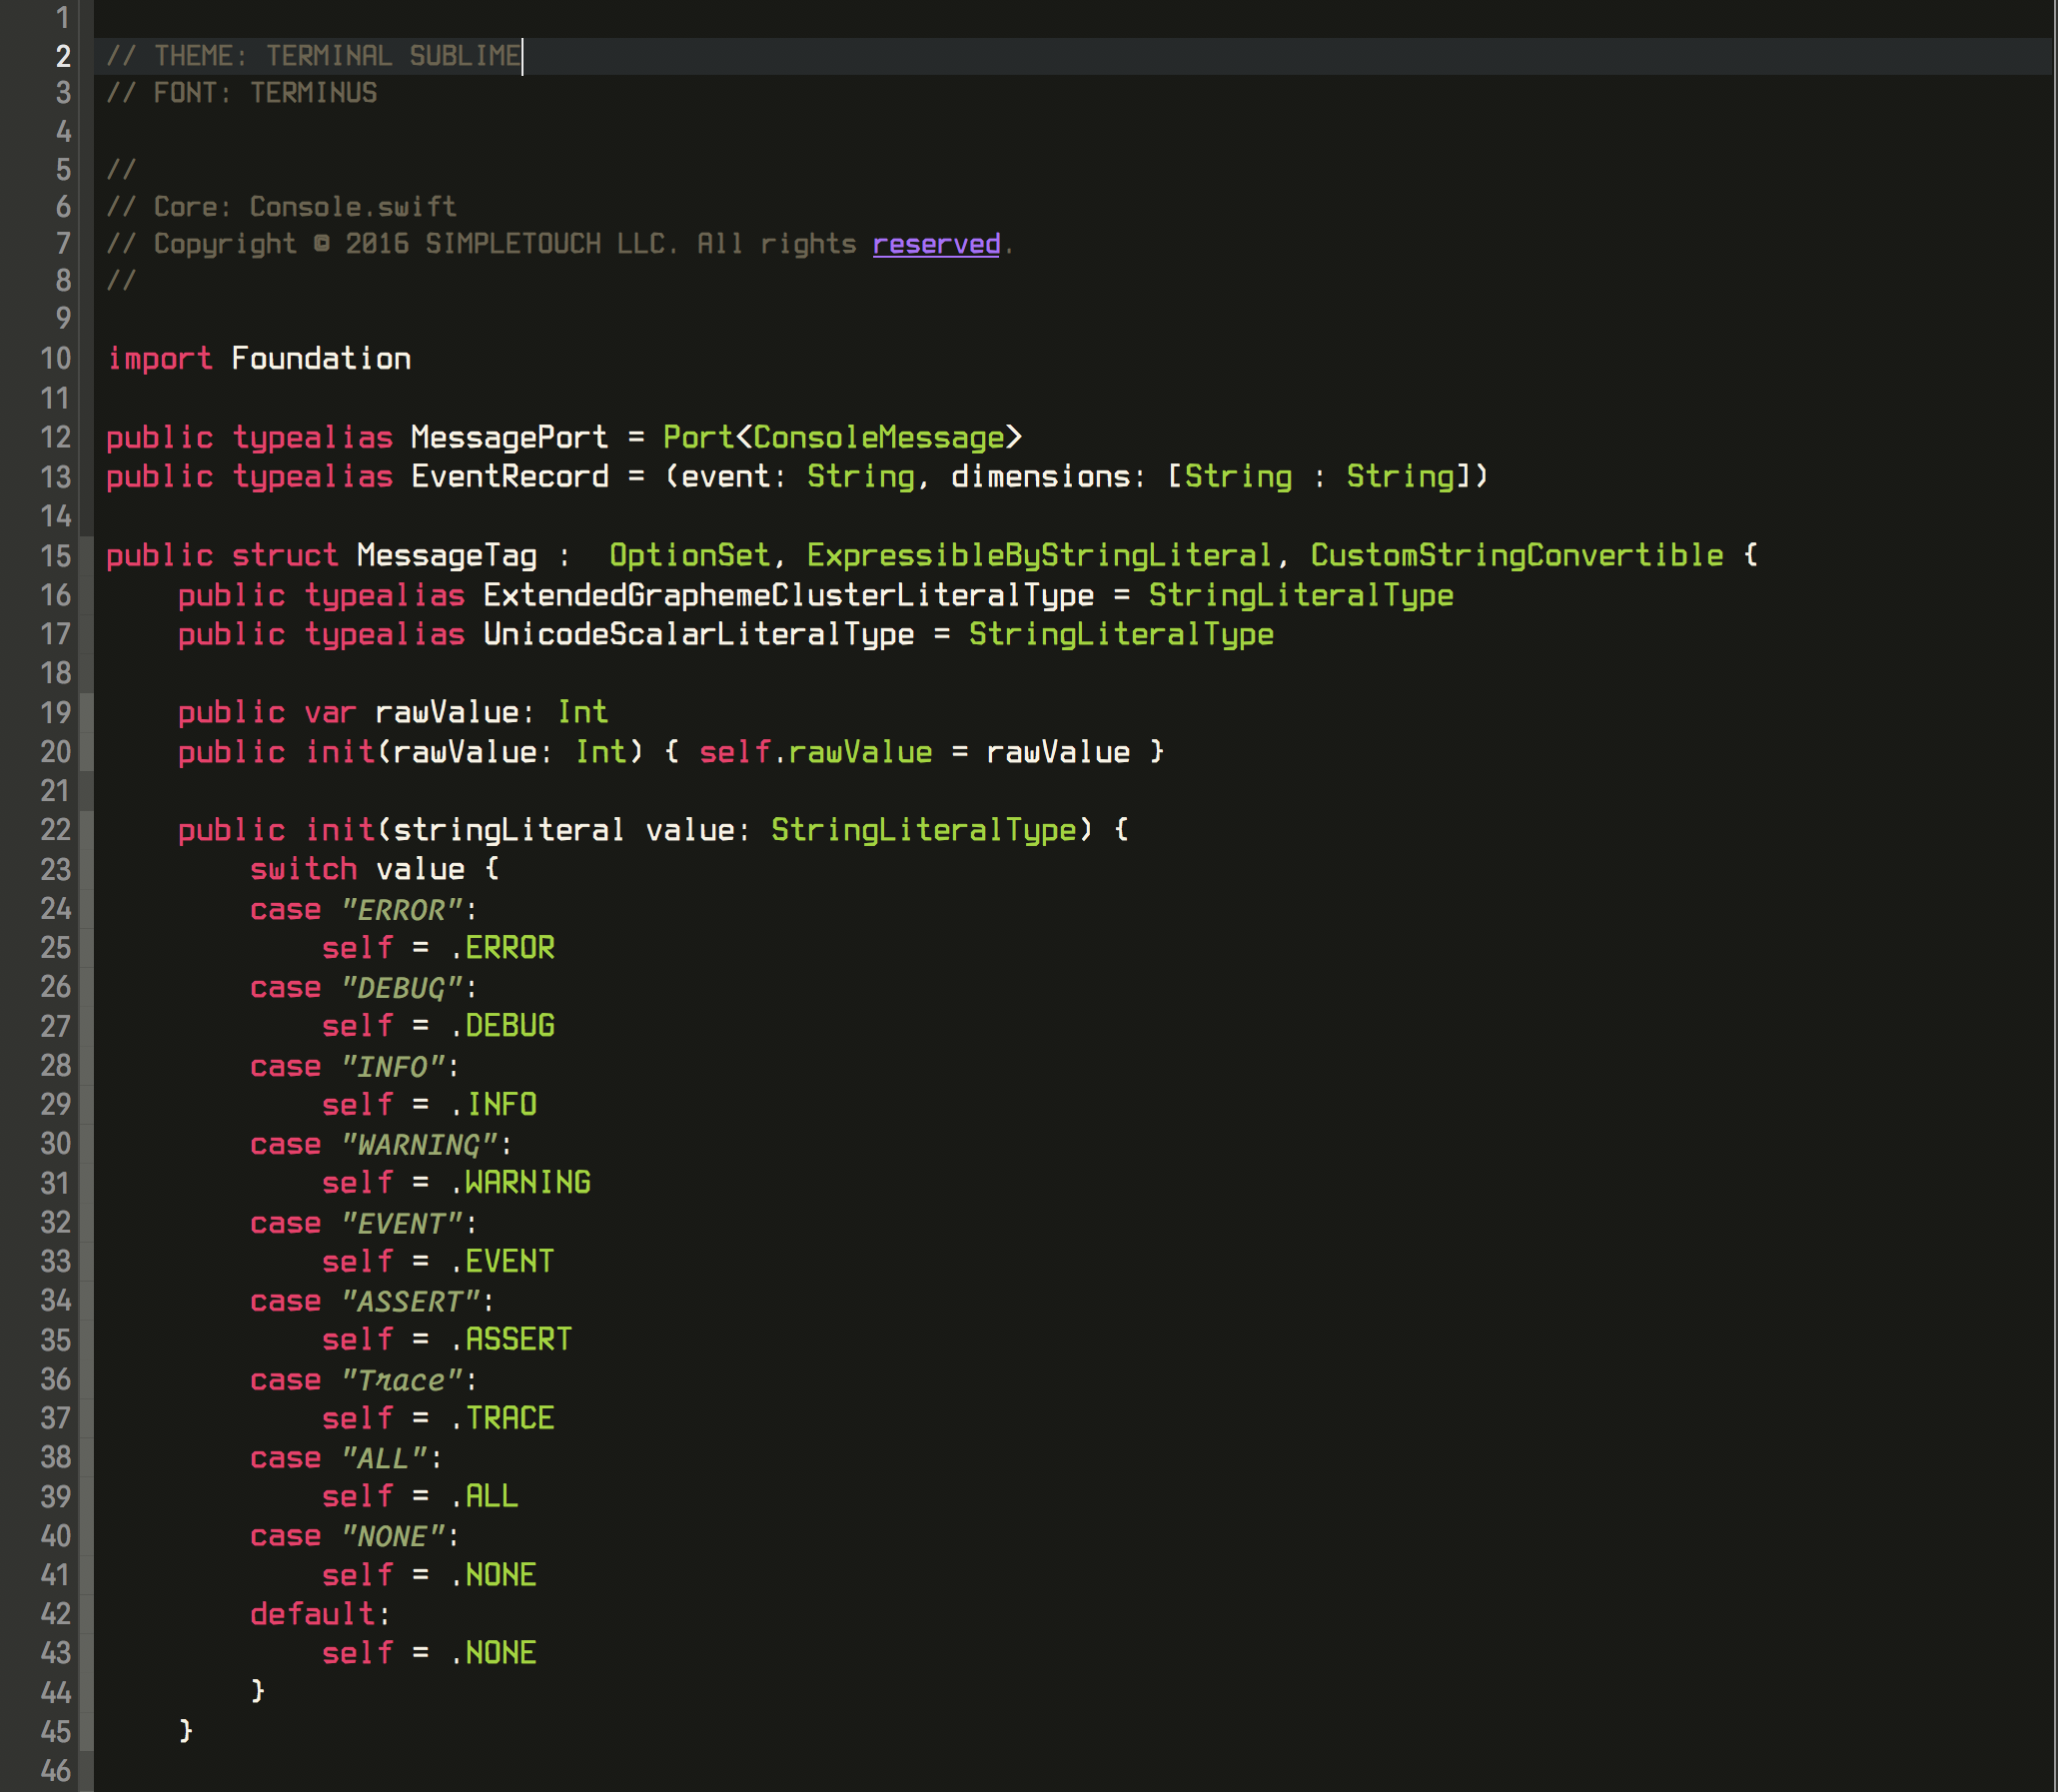 1
2 // THEME: TERMINAL SUBLIME
3 // FONT: TERMINUS
4
5 //
6 // Core: Console.swift
7 // Copyright © 2016 SIMPLETOUCH LLC. All rights reserved.
8 //
9
10 import Foundation
11
12 public typealias MessagePort = Port<ConsoleMessage>
13 public typealias EventRecord = (event: String, dimensions: [String : String])
14
15 public struct MessageTag :  OptionSet, ExpressibleByStringLiteral, CustomStringConvertible {
16     public typealias ExtendedGraphemeClusterLiteralType = StringLiteralType
17     public typealias UnicodeScalarLiteralType = StringLiteralType
18
19     public var rawValue: Int
20     public init(rawValue: Int) { self.rawValue = rawValue }
21
22     public init(stringLiteral value: StringLiteralType) {
23         switch value {
24         case "ERROR":
25             self = .ERROR
26         case "DEBUG":
27             self = .DEBUG
28         case "INFO":
29             self = .INFO
30         case "WARNING":
31             self = .WARNING
32         case "EVENT":
33             self = .EVENT
34         case "ASSERT":
35             self = .ASSERT
36         case "Trace":
37             self = .TRACE
38         case "ALL":
39             self = .ALL
40         case "NONE":
41             self = .NONE
42         default:
43             self = .NONE
44         }
45     }
46